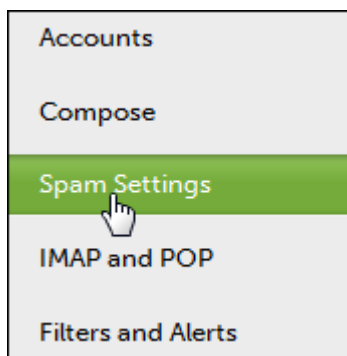 Accounts
Compose
Spam Settings
IMAP and POP
Filters and Alerts